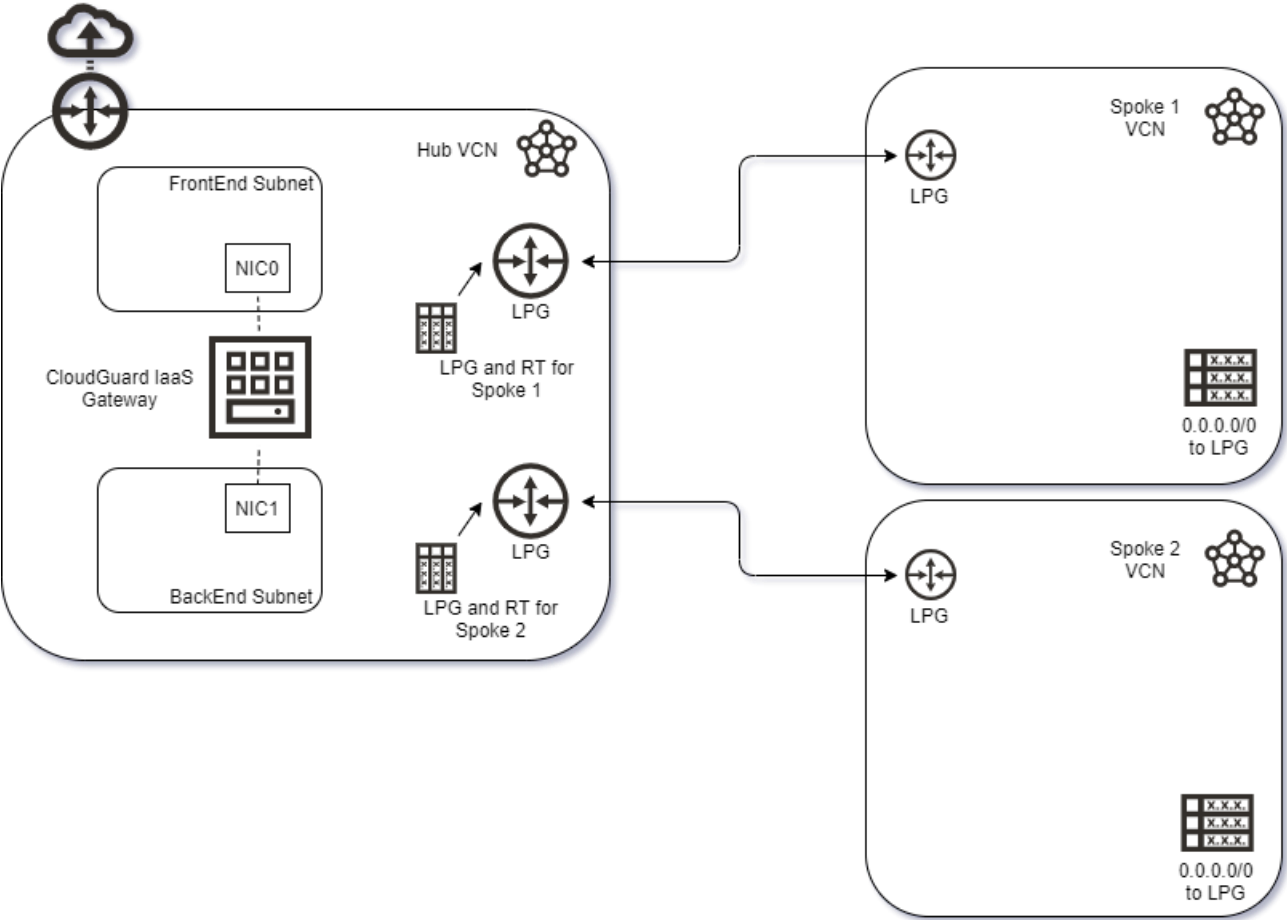 Hub VCN
FrontEnd Subnet
NIC0
CloudGuard IaaS
Gateway
NIC1
BackEnd Subnet
LPG
x x x
x x x
x x x
LPG and RT for
Spoke 1
LPG
x x x
x x x
x x x
LPG and RT for
Spoke 2
Spoke 1
VCN
LPG
x.x.x.
x.x.x.
x.x.x.
0.0.0.0/0
to LPG
Spoke 2
VCN
LPG
x.x.x.
x.x.x.
x.x.x.
0.0.0.0/0
to LPG